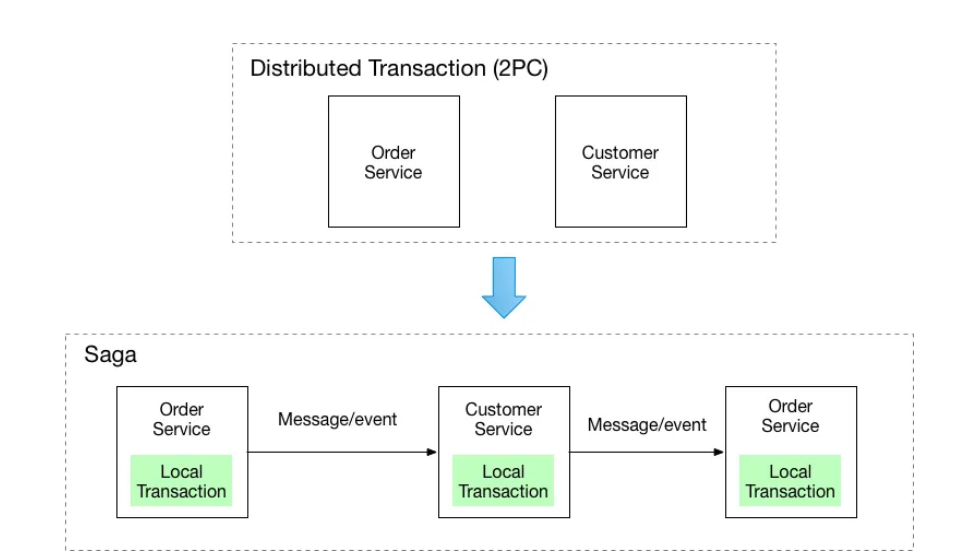 Distributed Transaction (2PC)
Order
Service
Customer
Service
Saga
Order
Service
Local
Transaction
Message/event
Customer
Service
Local
Transaction
Message/event
Order
Service
Local
Transaction